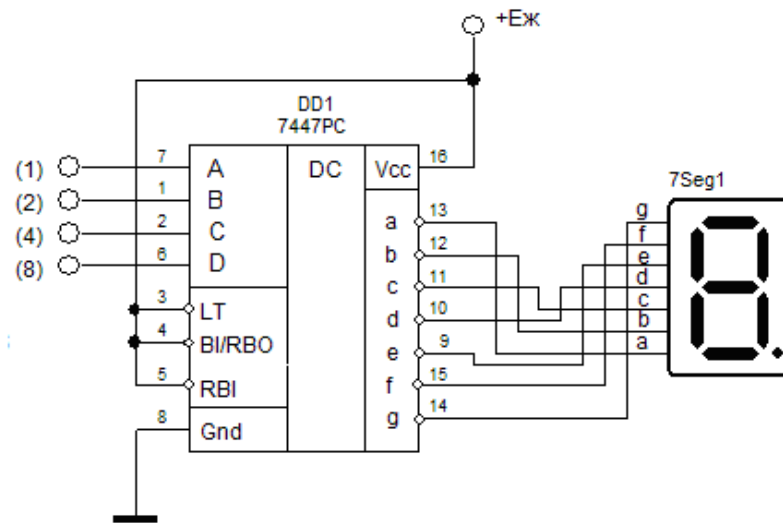 +Eж
DD1
7447PC
(1) 7 A DC Vcc 16
(2) 1 B
(4) 2 C
(8) 6 D
3 LT
4 BI/RBO
5 RBI
8 Gnd
a 13
b 12
c 11
d 10
e 9
f 15
g 14
7Seg1
g
f
e
d
c
b
a